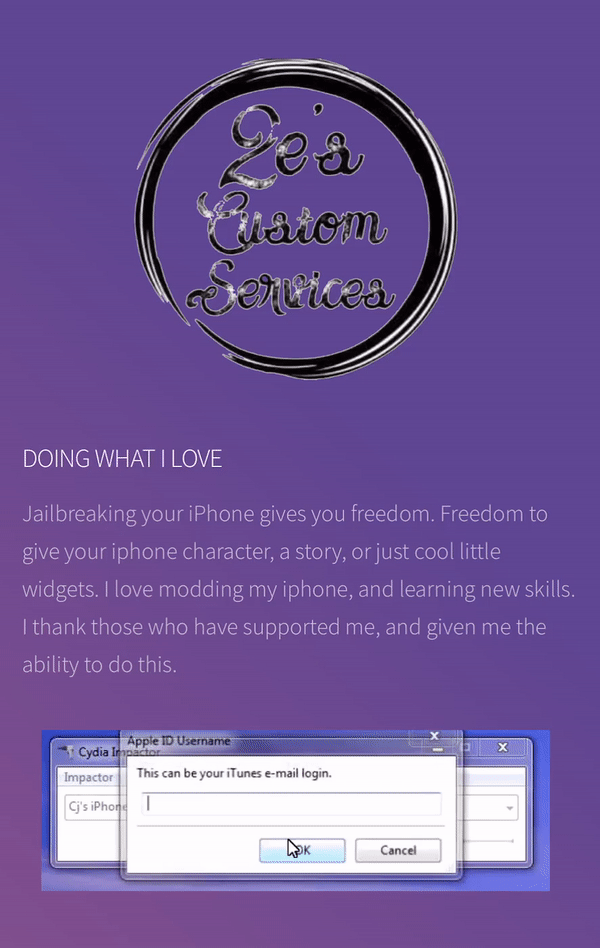 Ze's
Custom
Services
DOING WHAT I LOVE
Jailbreaking your iPhone gives you freedom. Freedom to
give your iphone character, a story, or just cool little
widgets. I love modding my iphone, and learning new skills.
I thank those who have supported me, and given me the
ability to do this.
Apple ID Username
Cydia Impactor
This can be your iTunes e-mail login.
Impactor
Cj's iPhone
OK
Cancel